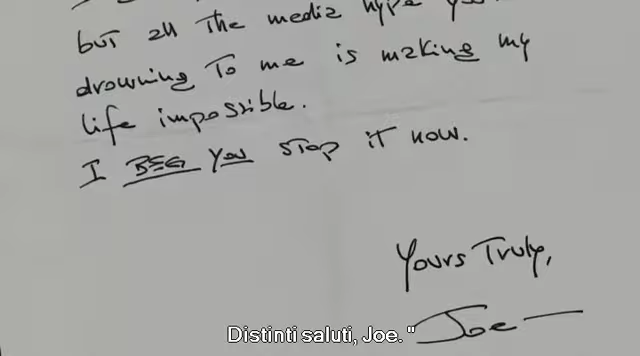 but all the media hype you're
drowning to me is making my
life impossible.
I BEG YOU stop it now.
Yours Truly,
Joe
Distinti saluti, Joe. "